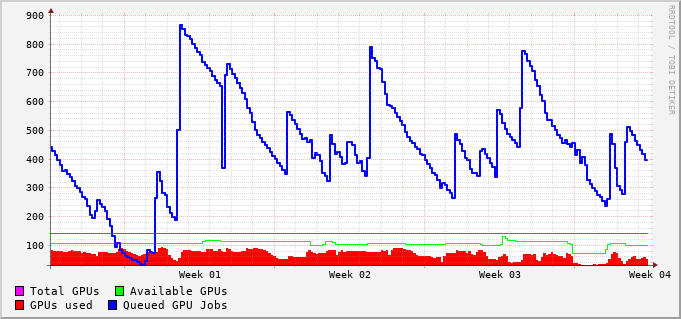 900
800
700
600
500
400
300
200
100
Week 01 Week 02 Week 03 Week 04
Total GPUs Available GPUs
GPUs used Queued GPU Jobs
RRDTOOL / TOBI OETIKER